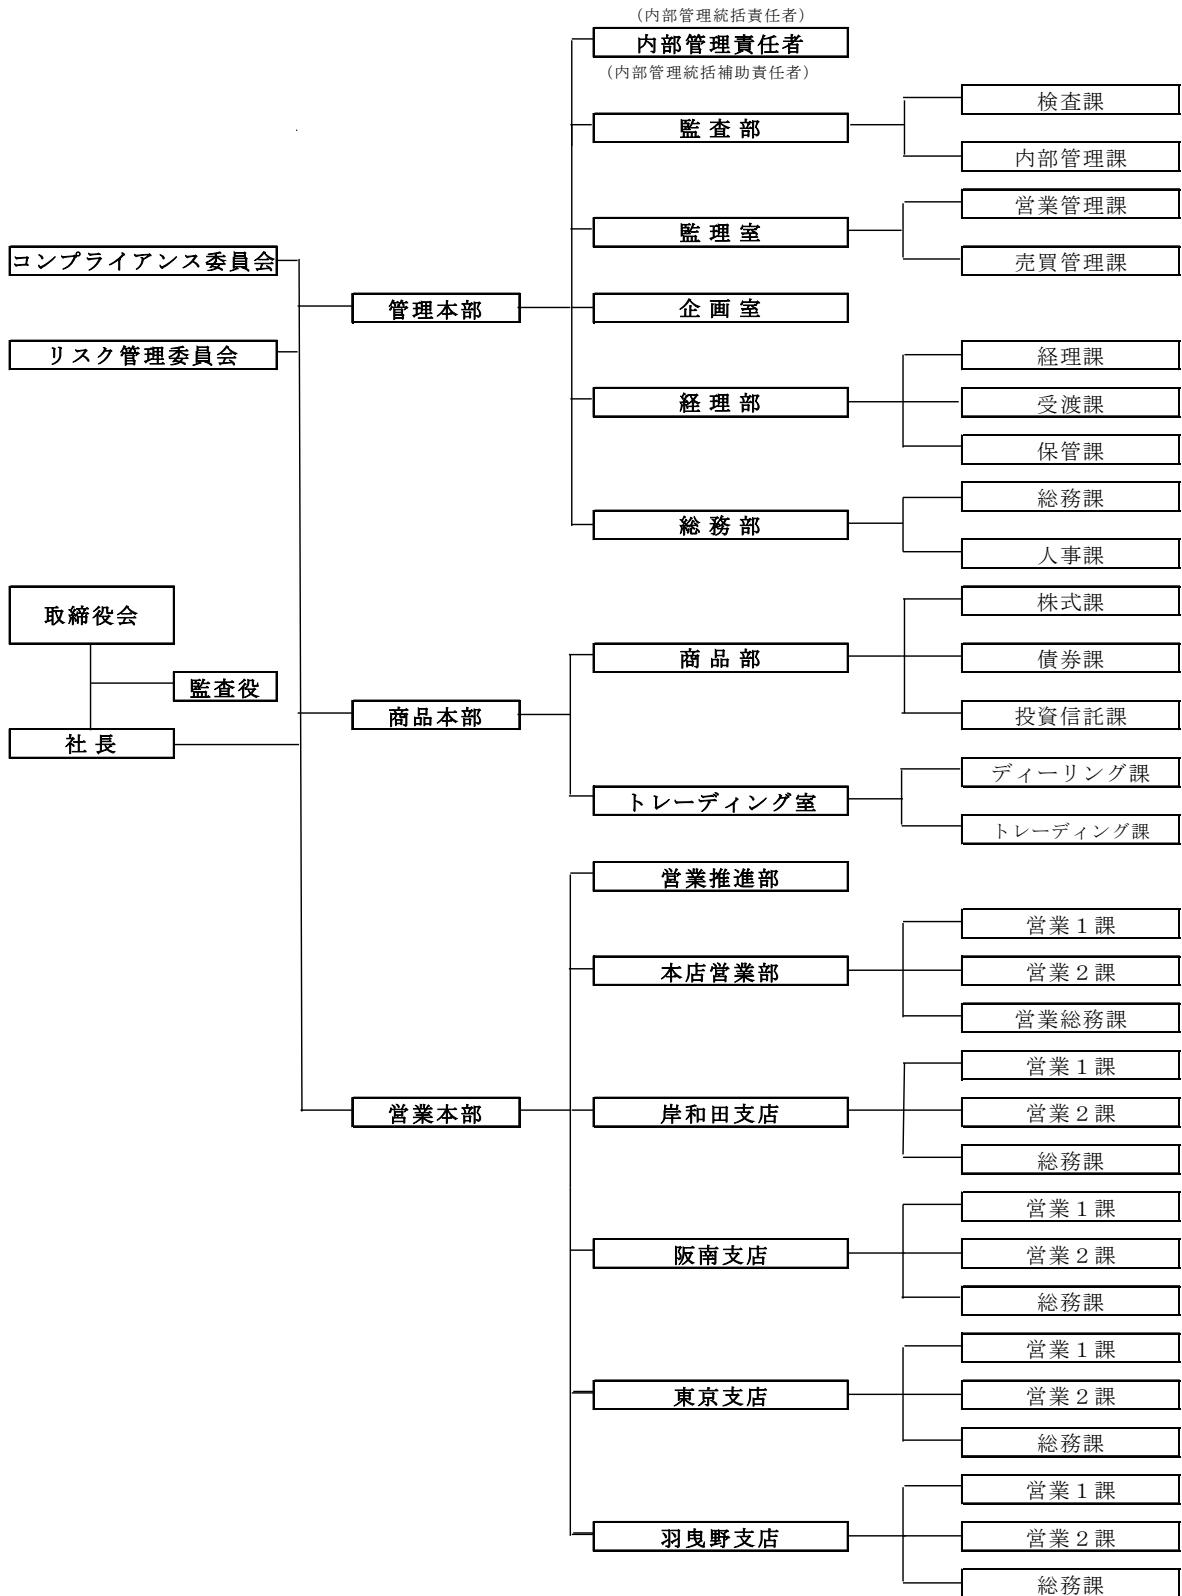 (内部管理統括責任者)
内部管理責任者
(内部管理統括補助責任者)
検査課
監査部
内部管理課
営業管理課
監理室
売買管理課
コンプライアンス委員会
管理本部
企画室
リスク管理委員会
経理課
経理部
受渡課
保管課
総務課
総務部
人事課
取締役会
監査役
社長
株式課
商品部
債券課
商品本部
投資信託課
ディーリング課
トレーディング室
トレーディング課
営業推進部
営業1課
本店営業部
営業2課
営業総務課
営業本部
営業1課
岸和田支店
営業2課
総務課
営業1課
阪南支店
営業2課
総務課
営業1課
東京支店
営業2課
総務課
営業1課
羽曳野支店
営業2課
総務課